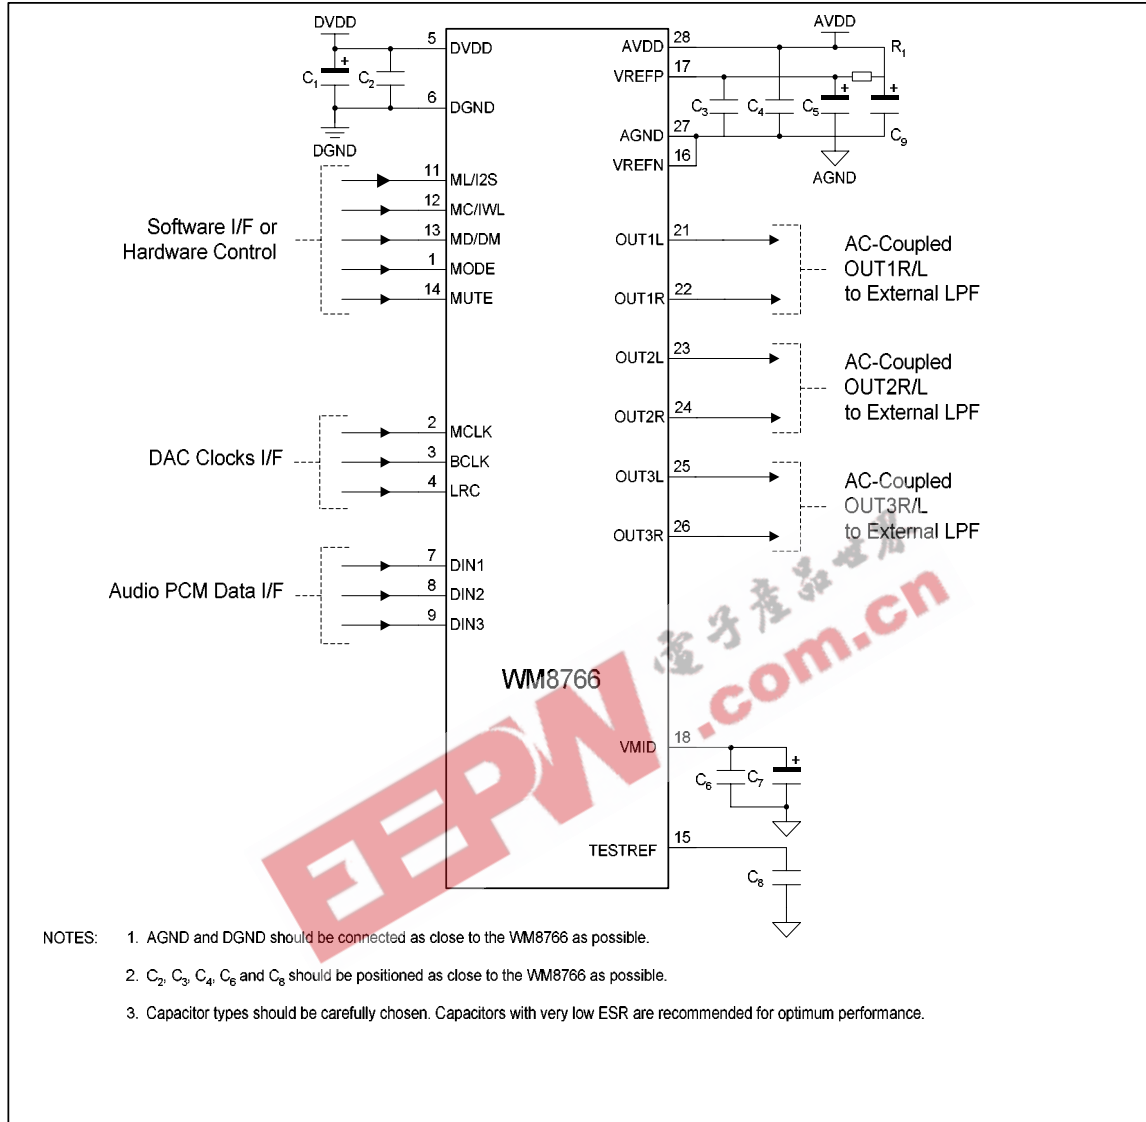 DVDD
5 DVDD
C1 + C2
6 DGND
DGND
AVDD
AVDD 28 R1
VREFP 17
C3 C4 C5 + + C9
AGND 27
VREFN 16
AGND
Software I/F or
Hardware Control
11 ML/I2S
12 MC/IWL
13 MD/DM
1 MODE
14 MUTE
OUT1L 21
OUT1R 22
AC-Coupled
OUT1R/L
to External LPF
OUT2L 23
OUT2R 24
AC-Coupled
OUT2R/L
to External LPF
DAC Clocks I/F
2 MCLK
3 BCLK
4 LRC
OUT3L 25
OUT3R 26
AC-Coupled
OUT3R/L
to External LPF
Audio PCM Data I/F
7 DIN1
8 DIN2
9 DIN3
WM8766
EEPW
電子產品世界
.com.cn
VMID 18
C6 C7 +
TESTREF 15
C8
NOTES: 1. AGND and DGND should be connected as close to the WM8766 as possible.
2. C2, C3, C4, C6 and C8 should be positioned as close to the WM8766 as possible.
3. Capacitor types should be carefully chosen. Capacitors with very low ESR are recommended for optimum performance.